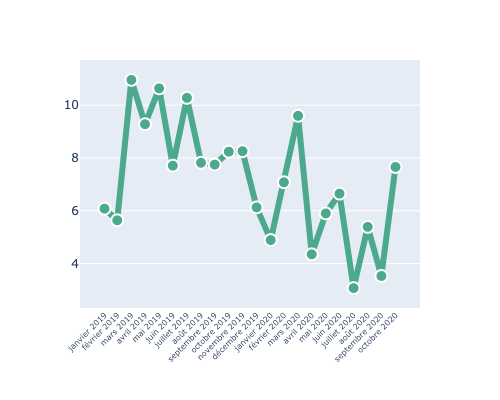 10
8
6
4
janvier 2019
février 2019
mars 2019
avril 2019
mai 2019
juin 2019
juillet 2019
août 2019
septembre 2019
octobre 2019
novembre 2019
décembre 2019
janvier 2020
février 2020
mars 2020
avril 2020
mai 2020
juin 2020
juillet 2020
août 2020
septembre 2020
octobre 2020